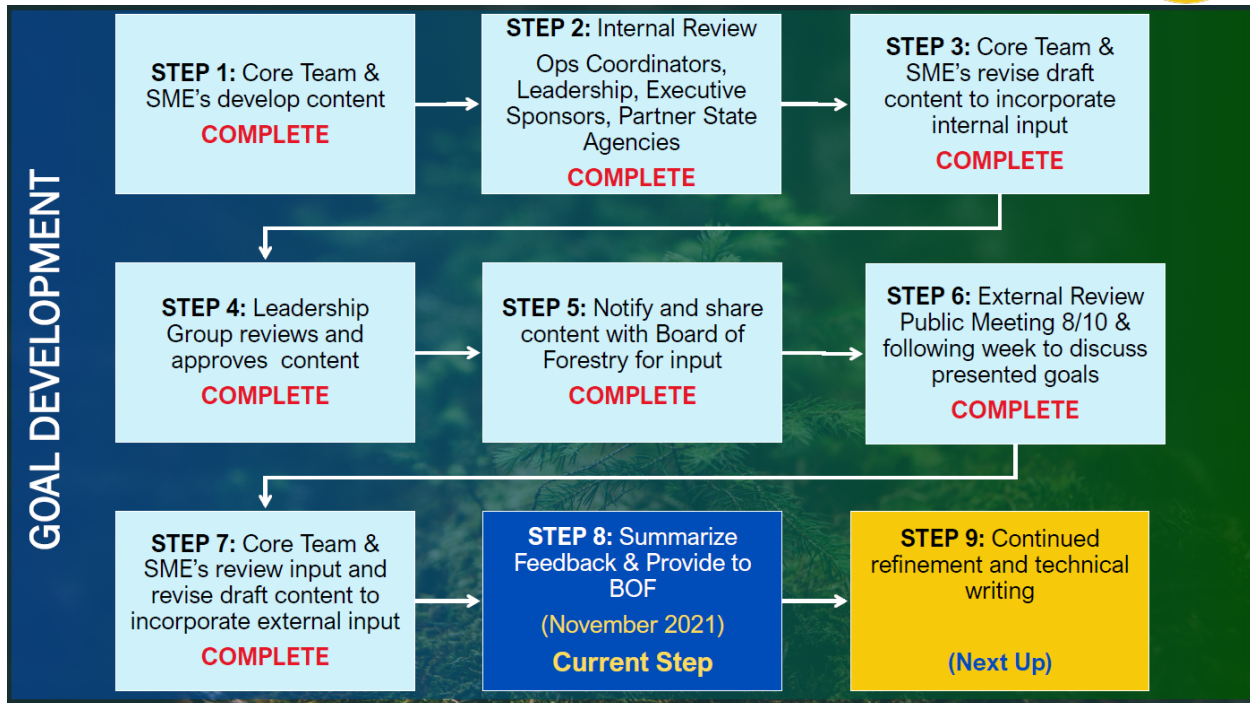 GOAL DEVELOPMENT
STEP 1: Core Team &
SME's develop content
COMPLETE
STEP 2: Internal Review
Ops Coordinators,
Leadership, Executive
Sponsors, Partner State
Agencies
COMPLETE
STEP 3: Core Team &
SME's revise draft
content to incorporate
internal input
COMPLETE
STEP 4: Leadership
Group reviews and
approves content
COMPLETE
STEP 5: Notify and share
content with Board of
Forestry for input
COMPLETE
STEP 6: External Review
Public Meeting 8/10 &
following week to discuss
presented goals
COMPLETE
STEP 7: Core Team &
SME's review input and
revise draft content to
incorporate external input
COMPLETE
STEP 8: Summarize
Feedback & Provide to
BOF
(November 2021)
Current Step
STEP 9: Continued
refinement and technical
writing
(Next Up)